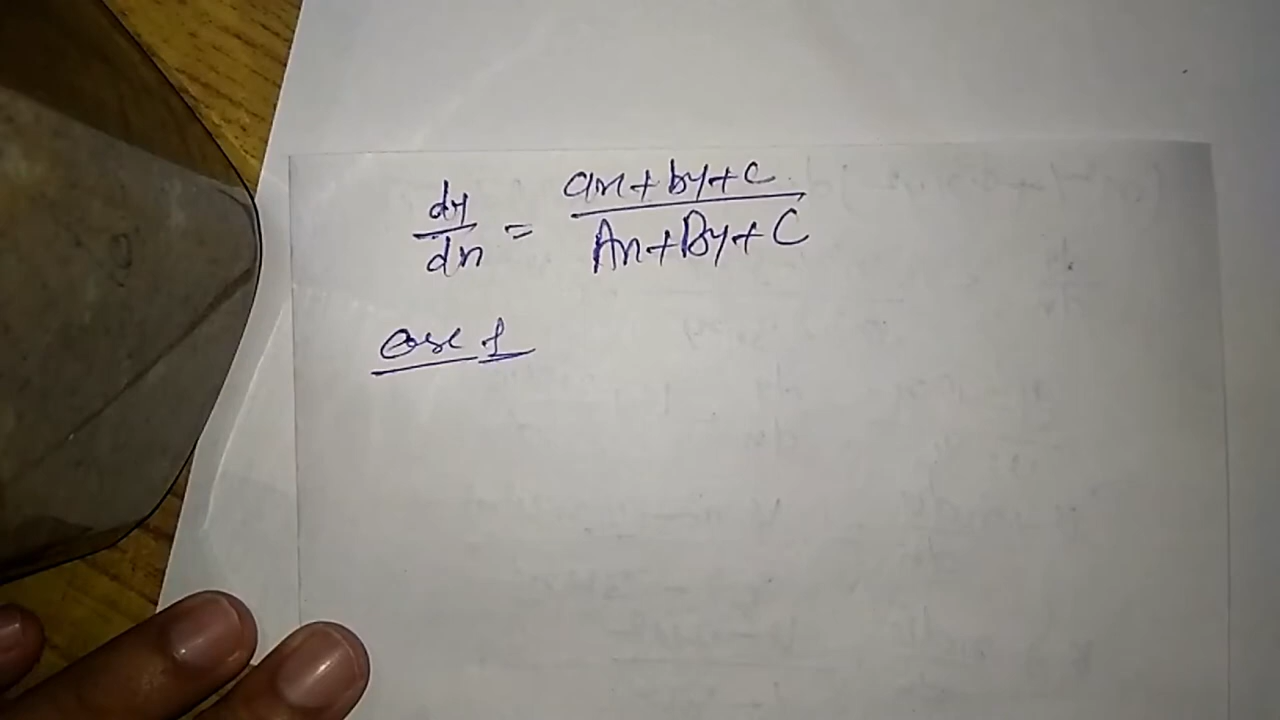 dy/dx = ax+by+c / Ax+By+C
Case 1